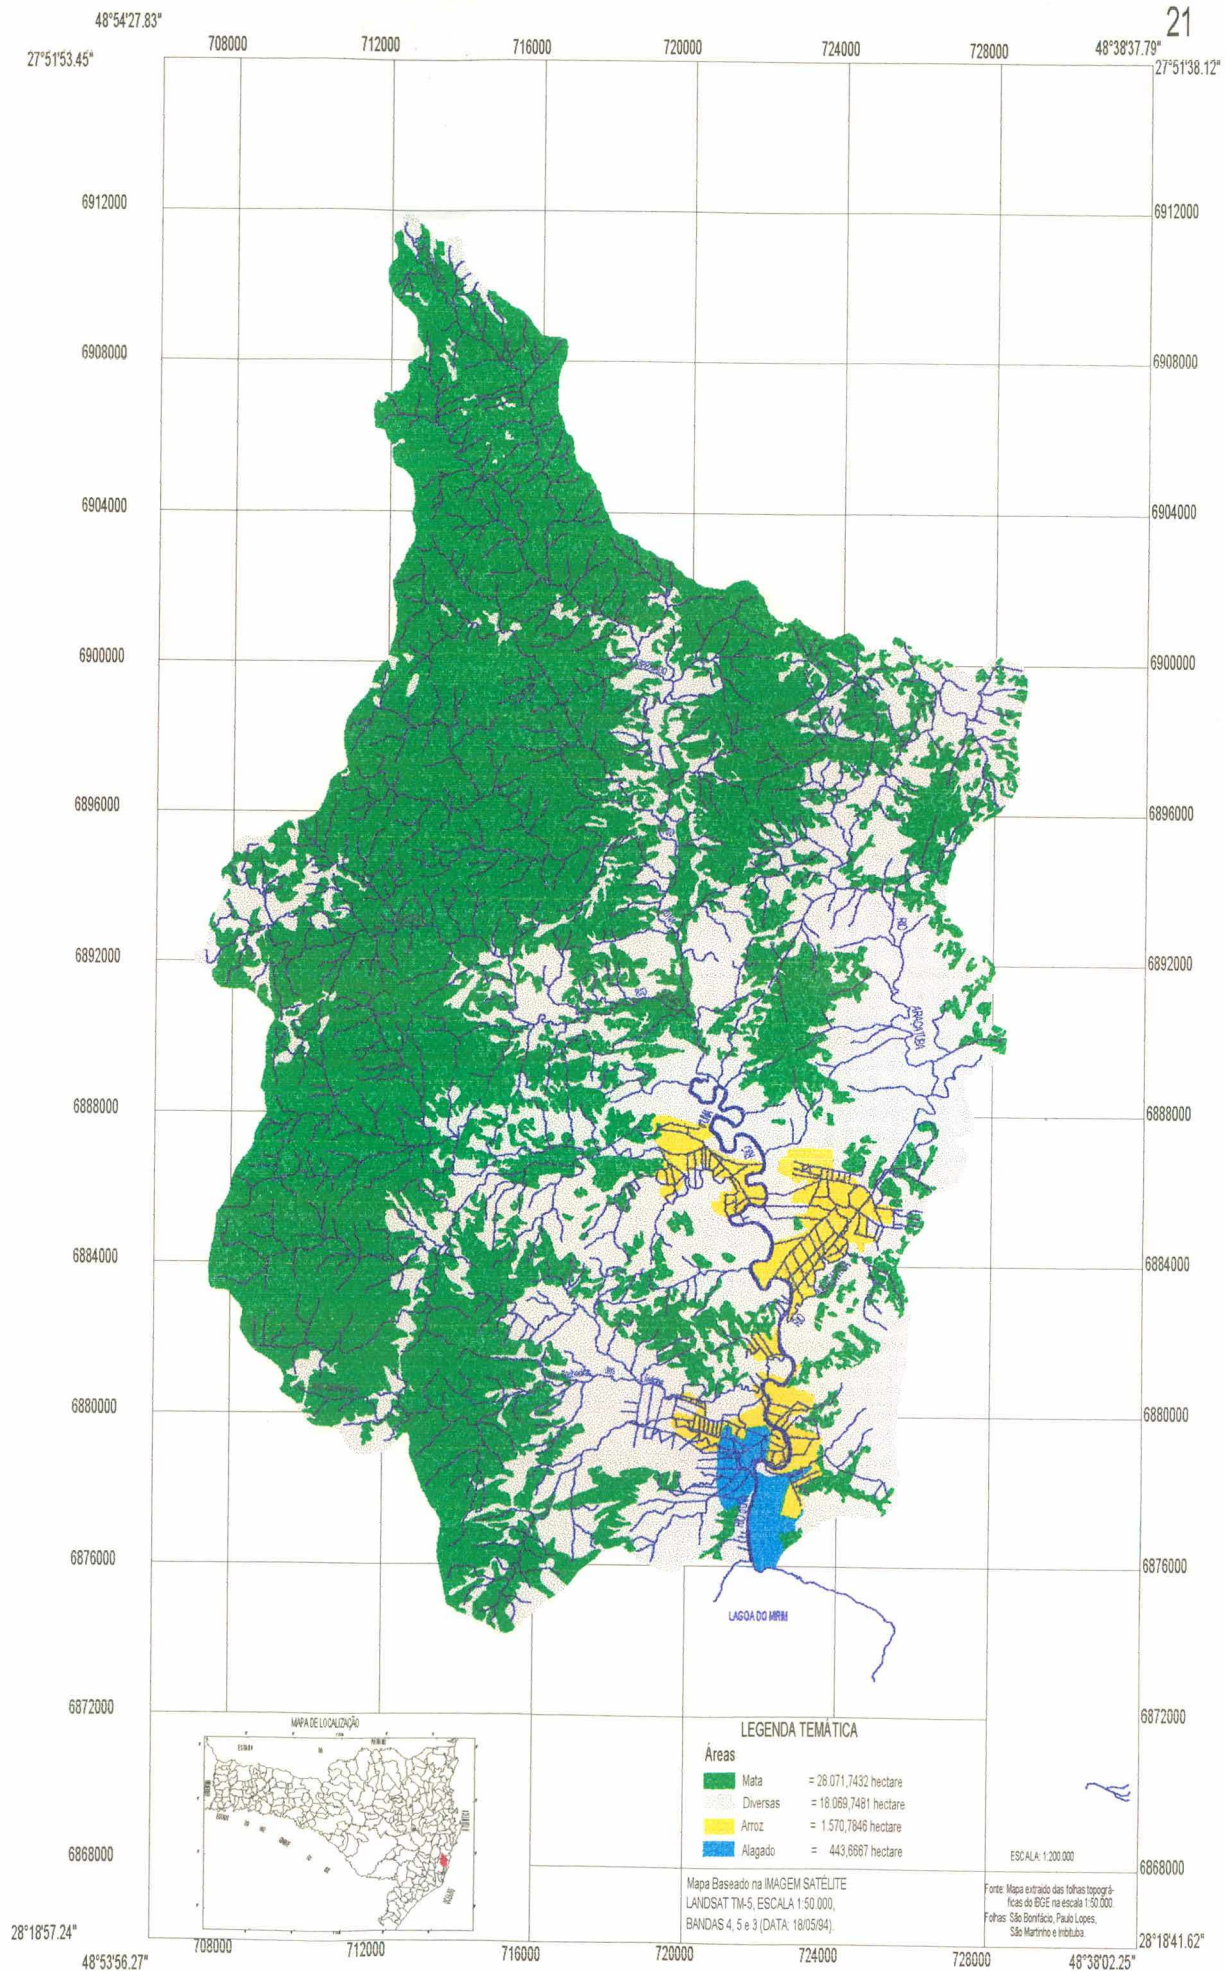 21
48°54'27.83"
708000
712000
716000
720000
724000
728000
48°38'37.79"
27°51'53.45"
27°51'38.12"
6912000
6912000
6908000
6908000
6904000
6904000
6900000
6900000
6896000
6896000
RIO
6892000
6892000
ARAÇATUBA
6888000
6888000
RIO
6884000
6884000
6880000
6880000
6876000
6876000
LAGOA DO MIRIM
6872000
6872000
MAPA DE LOCALIZAÇÃO
LEGENDA TEMÁTICA
Áreas
Mata = 28.071,7432 hectare
Diversas = 18.069,7481 hectare
Arroz = 1.570,7846 hectare
Alagado = 443,6667 hectare
ESCALA: 1:200.000
6868000
6868000
Mapa Baseado na IMAGEM SATÉLITE
LANDSAT TM-5, ESCALA 1:50.000,
BANDAS 4, 5 e 3 (DATA: 18/05/94).
Fonte: Mapa extraido das folhas topográ-
ficas do IBGE na escala 1:50.000.
Folhas: São Bonifácio, Paulo Lopes,
São Martinho e Imbituba.
28°18'57.24"
28°18'41.62"
48°53'56.27"
708000
712000
716000
720000
724000
728000
48°38'02.25"